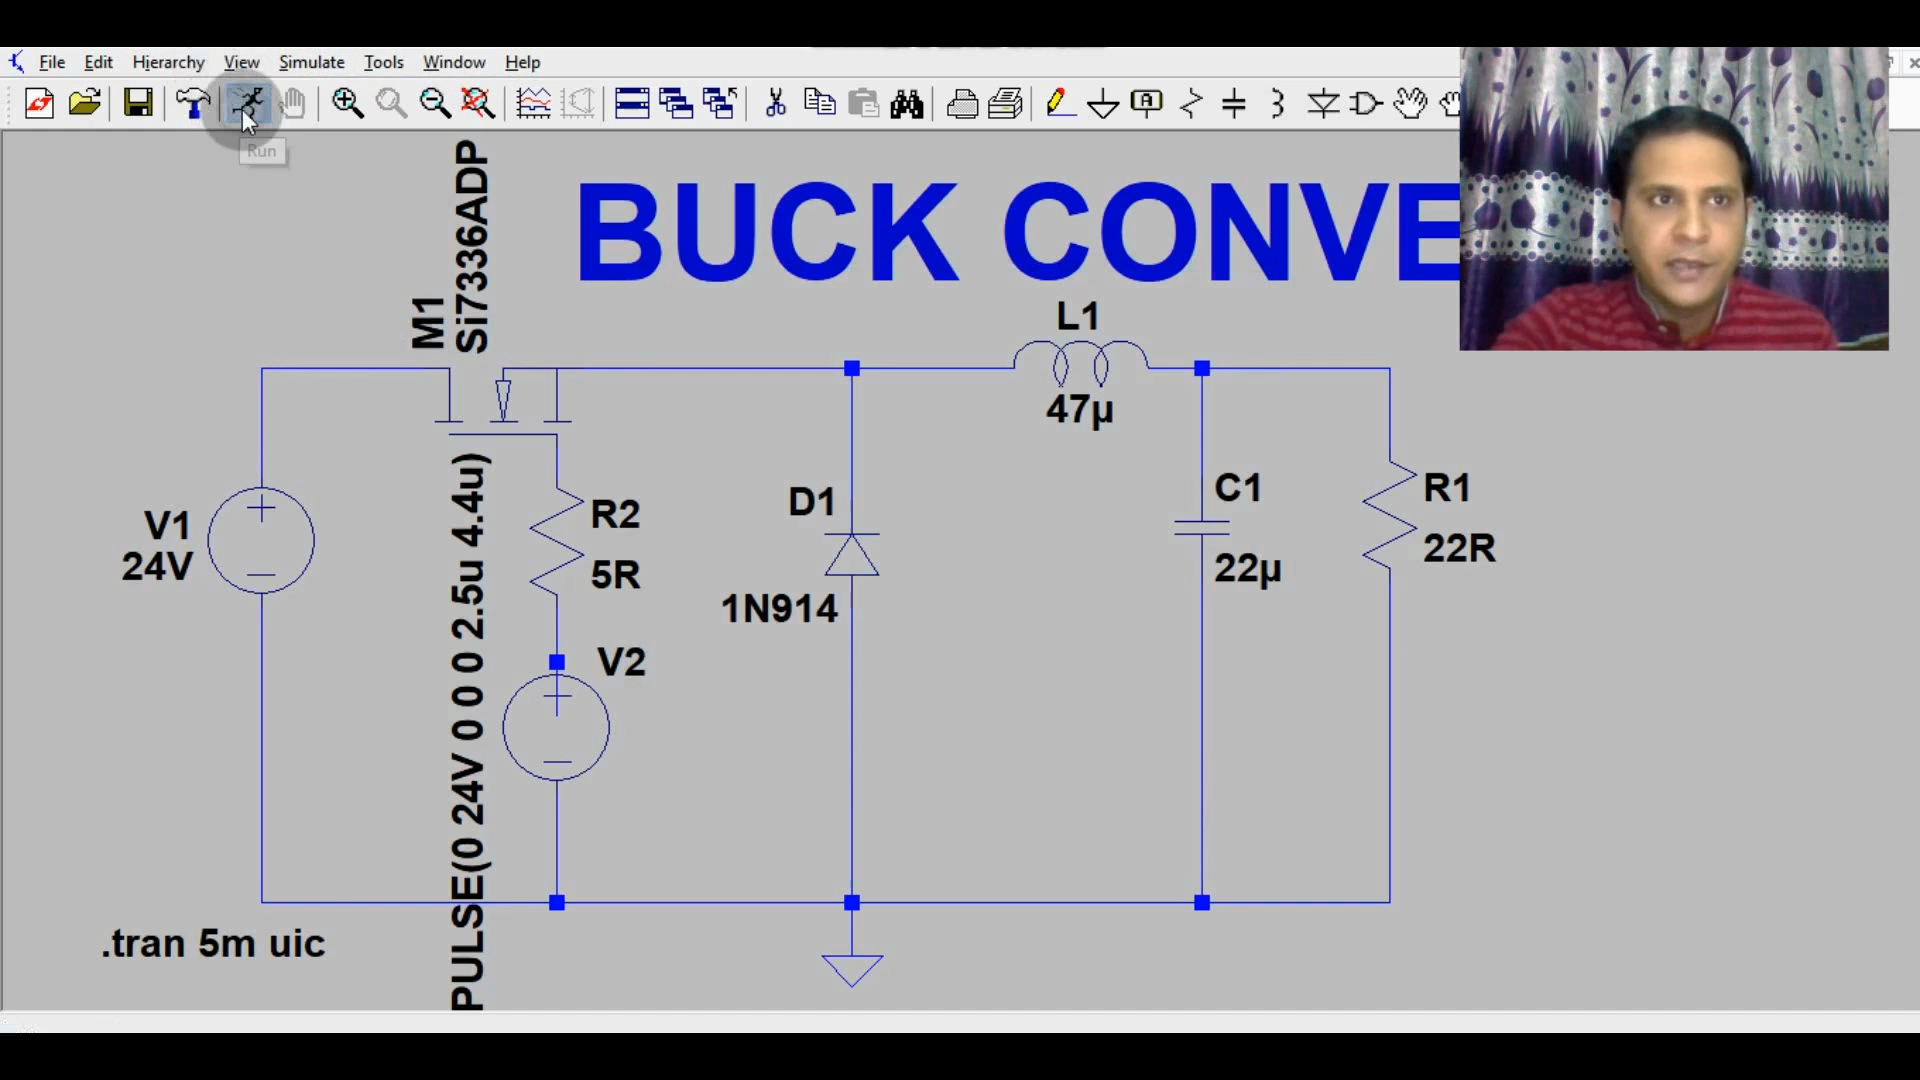 File Edit Hierarchy View Simulate Tools Window Help
A
Run
BUCK CONVE
M1
Si7336ADP
L1
47µ
V1
24V
R2
5R
D1
1N914
C1
22µ
R1
22R
V2
PULSE(0 24V 0 0 0 2.5u 4.4u)
.tran 5m uic